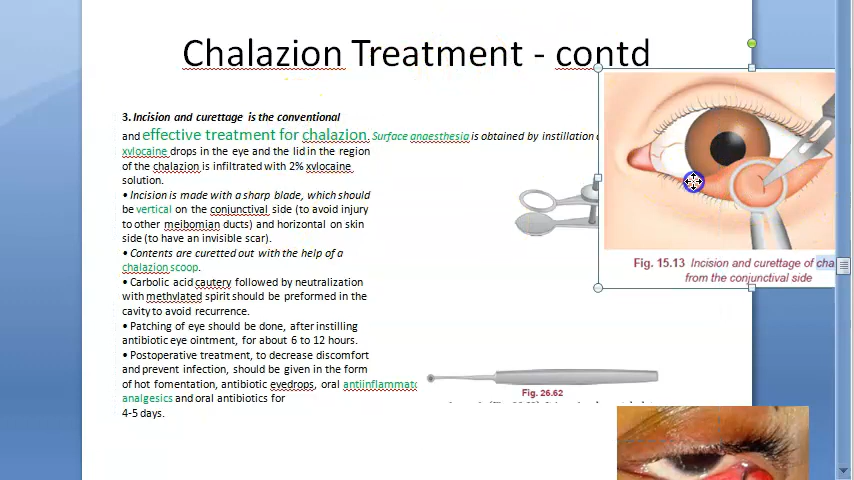 Chalazion Treatment - contd
3. Incision and curettage is the conventional
and effective treatment for chalazion. Surface anaesthesia is obtained by instillation
xylocaine drops in the eye and the lid in the region
of the chalazion is infiltrated with 2% xylocaine
solution.
• Incision is made with a sharp blade, which should
be vertical on the conjunctival side (to avoid injury
to other meibomian ducts) and horizontal on skin
side (to have an invisible scar).
• Contents are curetted out with the help of a
chalazion scoop.
• Carbolic acid cautery followed by neutralization
with methylated spirit should be preformed in the
cavity to avoid recurrence.
• Patching of eye should be done, after instilling
antibiotic eye ointment, for about 6 to 12 hours.
• Postoperative treatment, to decrease discomfort
and prevent infection, should be given in the form
of hot fomentation, antibiotic eyedrops, oral antiinflammato
analgesics and oral antibiotics for
4-5 days.
Fig. 15.13 Incision and curettage of cha
from the conjunctival side
Fig. 26.62